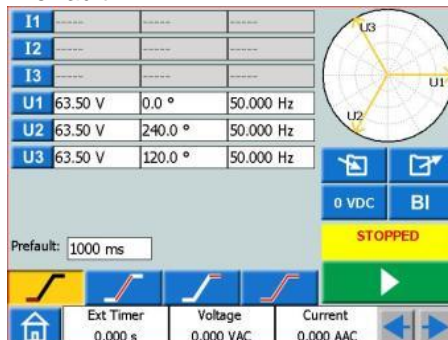 I1 ----- ----- -----
I2 ----- ----- -----
I3 ----- ----- -----
U1 63.50 V 0.0 ° 50.000 Hz
U2 63.50 V 240.0 ° 50.000 Hz
U3 63.50 V 120.0 ° 50.000 Hz
U3
U1
U2
0 VDC BI
STOPPED
Prefault: 1000 ms
Ext Timer Voltage Current
0.000 s 0.000 VAC 0.000 AAC